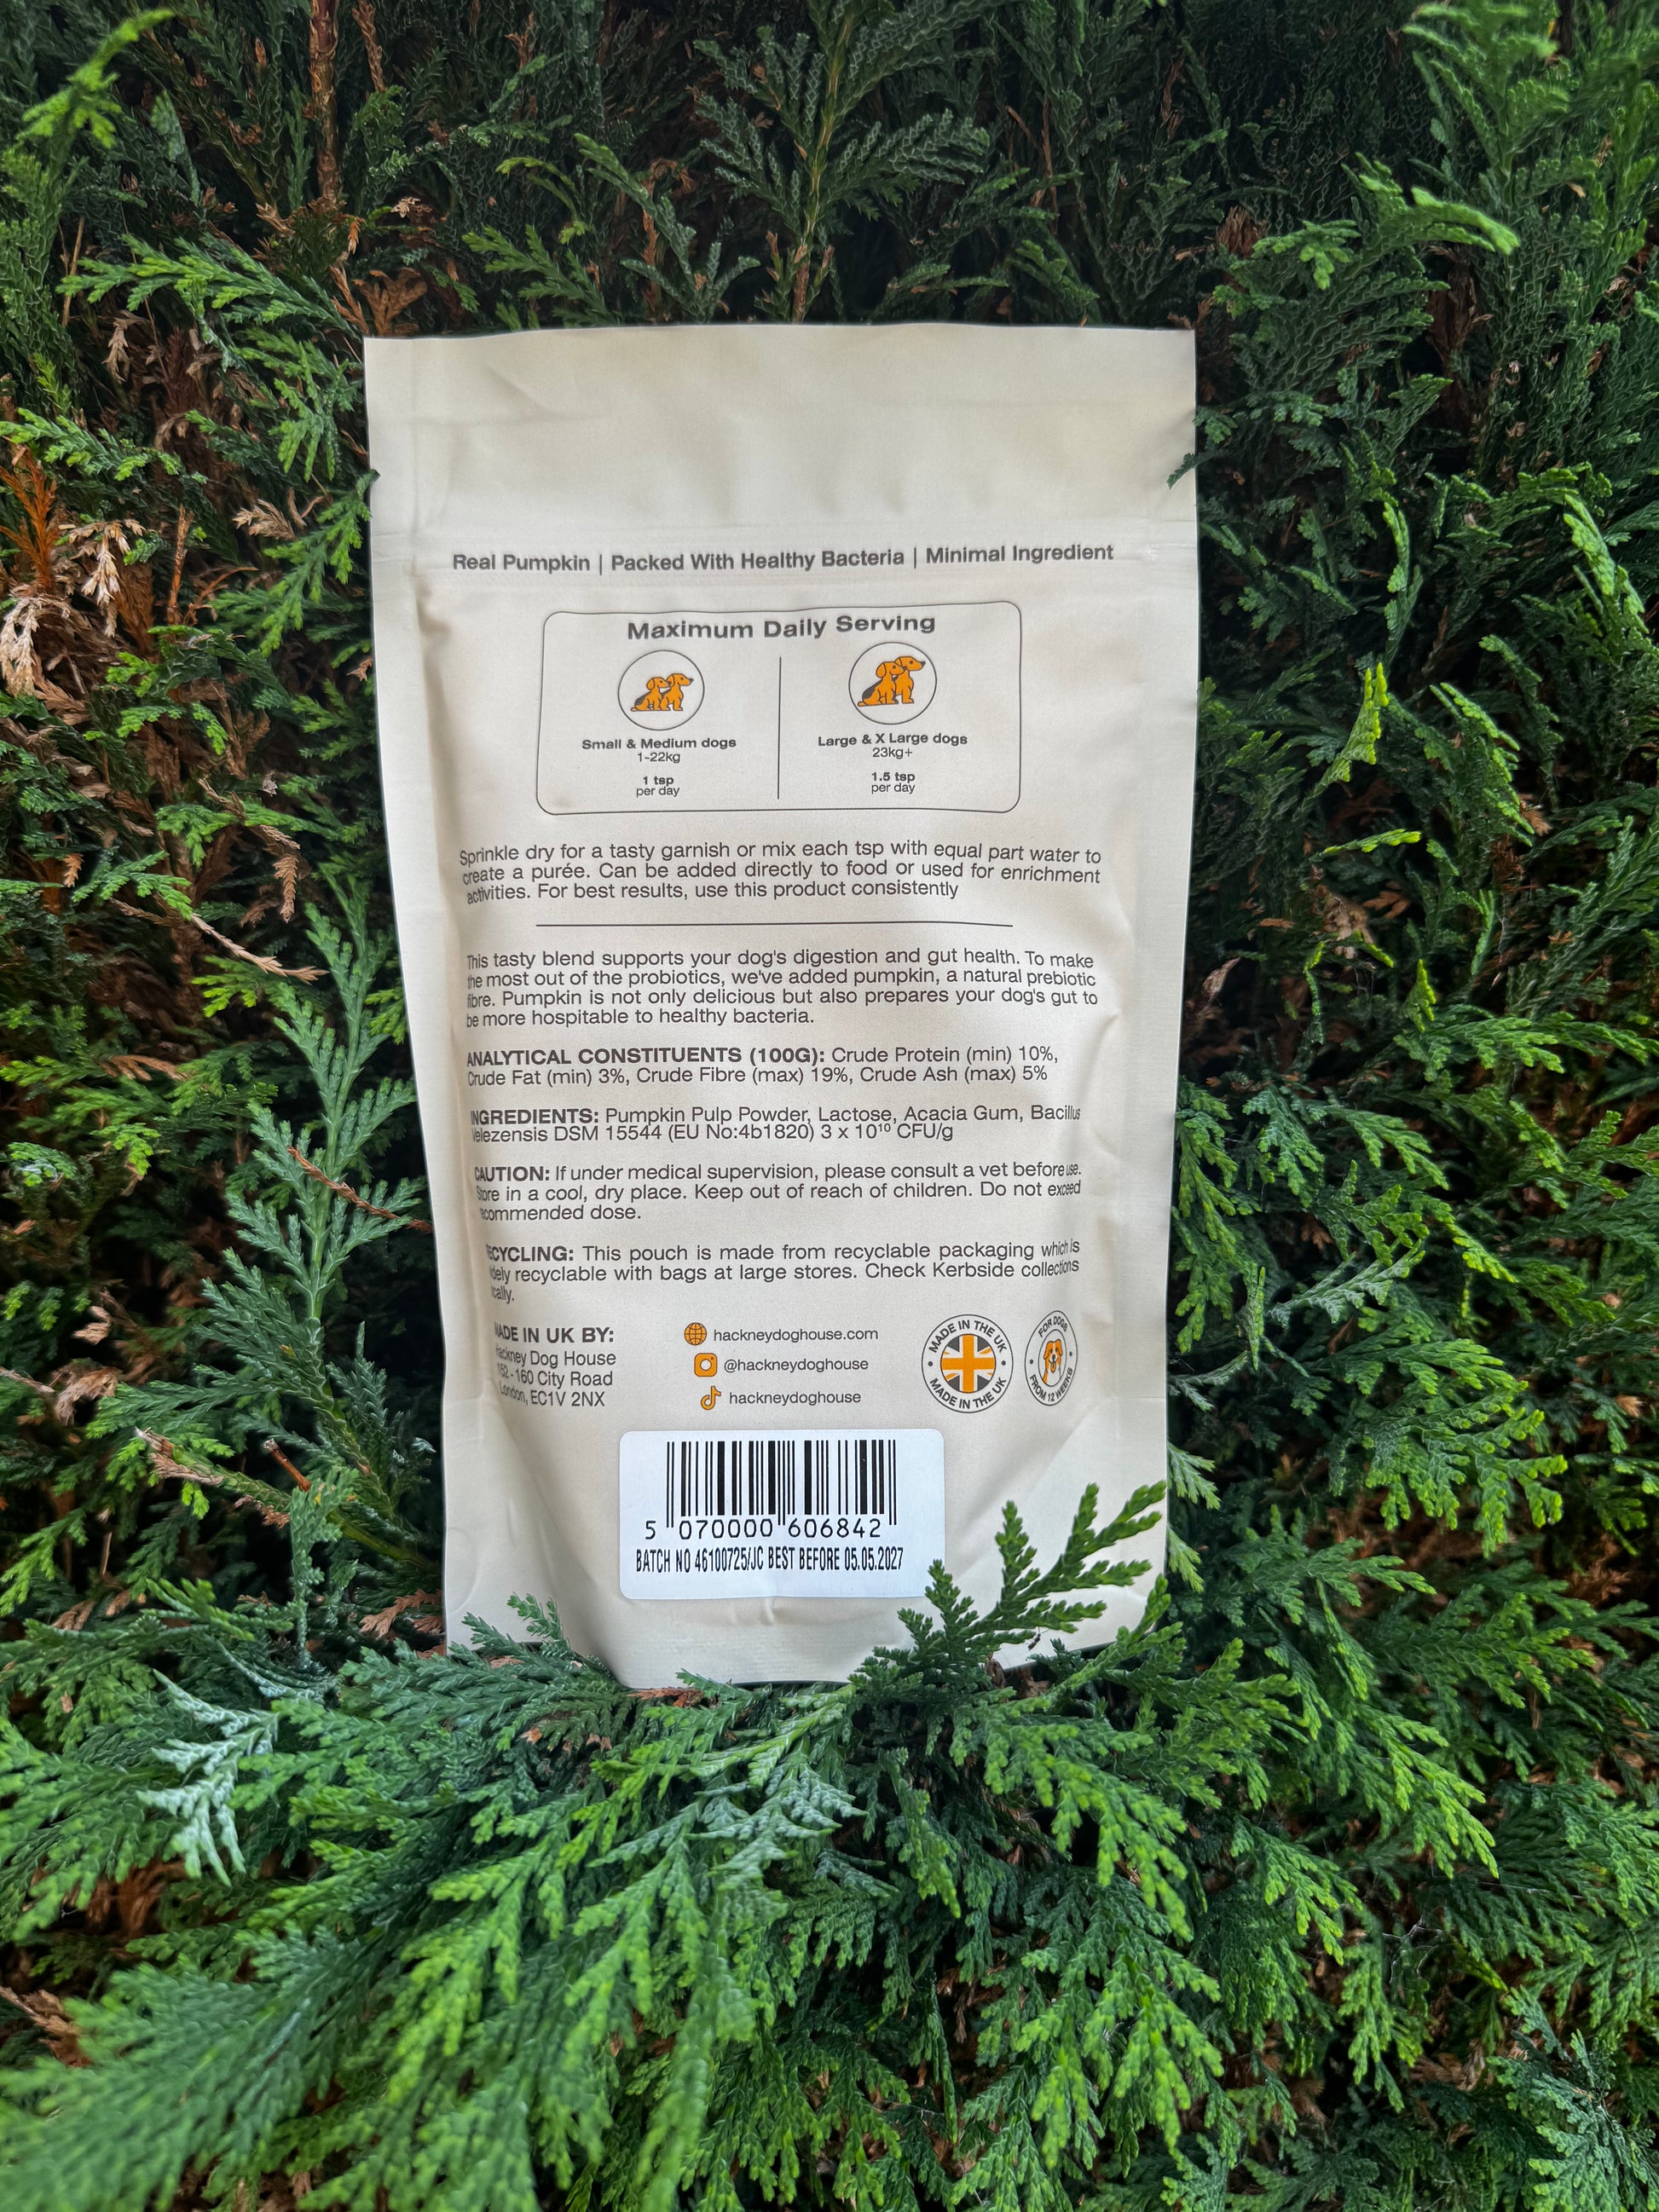 Real Pumpkin | Packed With Healthy Bacteria | Minimal Ingredient
Maximum Daily Serving
Small & Medium dogs
1-22kg
1 tsp
per day
Large & X Large dogs
23kg+
1.5 tsp
per day
Sprinkle dry for a tasty garnish or mix each tsp with equal part water to
create a purée. Can be added directly to food or used for enrichment
activities. For best results, use this product consistently
This tasty blend supports your dog's digestion and gut health. To make
the most out of the probiotics, we've added pumpkin, a natural prebiotic
fibre. Pumpkin is not only delicious but also prepares your dog's gut to
be more hospitable to healthy bacteria.
ANALYTICAL CONSTITUENTS (100G): Crude Protein (min) 10%,
Crude Fat (min) 3%, Crude Fibre (max) 19%, Crude Ash (max) 5%
INGREDIENTS: Pumpkin Pulp Powder, Lactose, Acacia Gum, Bacillus
Velezensis DSM 15544 (EU No:4b1820) 3 x 10¹⁰ CFU/g
CAUTION: If under medical supervision, please consult a vet before use.
Store in a cool, dry place. Keep out of reach of children. Do not exceed
ecommended dose.
ECYCLING: This pouch is made from recyclable packaging which is
dely recyclable with bags at large stores. Check Kerbside collections
cally.
MADE IN UK BY:
Hackney Dog House
152 - 160 City Road
London, EC1V 2NX
hackneydoghouse.com
@hackneydoghouse
hackneydoghouse
MADE IN THE UK
MADE IN THE UK
FOR DOGS
FROM 12 WEEKS
5 070000 606842
BATCH NO 46100725/JC BEST BEFORE 05.05.2027